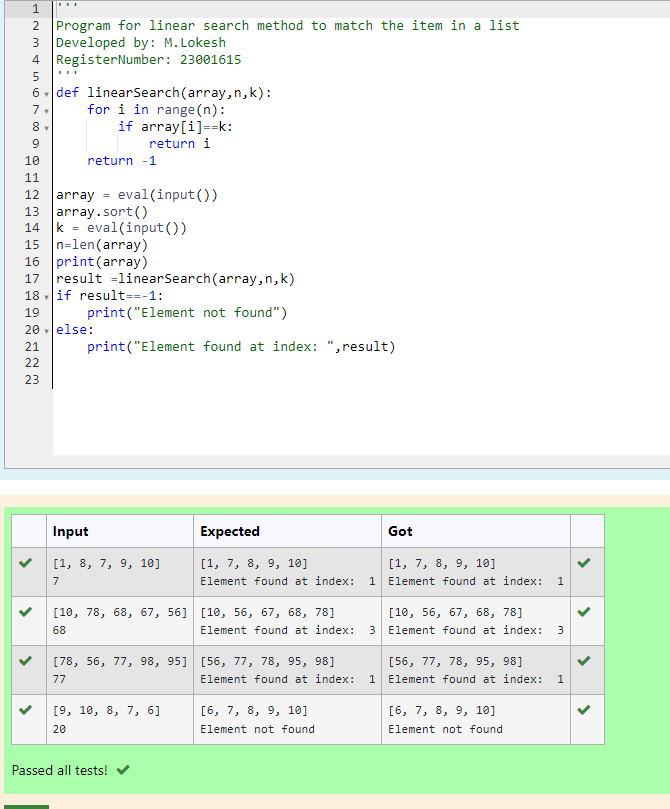 1 '''
2 Program for linear search method to match the item in a list
3 Developed by: M.Lokesh
4 RegisterNumber: 23001615
5 '''
6 def linearSearch(array,n,k):
7     for i in range(n):
8         if array[i]==k:
9             return i
10     return -1
11
12 array = eval(input())
13 array.sort()
14 k = eval(input())
15 n=len(array)
16 print(array)
17 result =linearSearch(array,n,k)
18 if result==-1:
19     print("Element not found")
20 else:
21     print("Element found at index: ",result)
22
23
Input Expected Got
[1, 8, 7, 9, 10] [1, 7, 8, 9, 10] [1, 7, 8, 9, 10]
7 Element found at index:  1 Element found at index:  1
[10, 78, 68, 67, 56] [10, 56, 67, 68, 78] [10, 56, 67, 68, 78]
68 Element found at index:  3 Element found at index:  3
[78, 56, 77, 98, 95] [56, 77, 78, 95, 98] [56, 77, 78, 95, 98]
77 Element found at index:  1 Element found at index:  1
[9, 10, 8, 7, 6] [6, 7, 8, 9, 10] [6, 7, 8, 9, 10]
20 Element not found Element not found
Passed all tests!